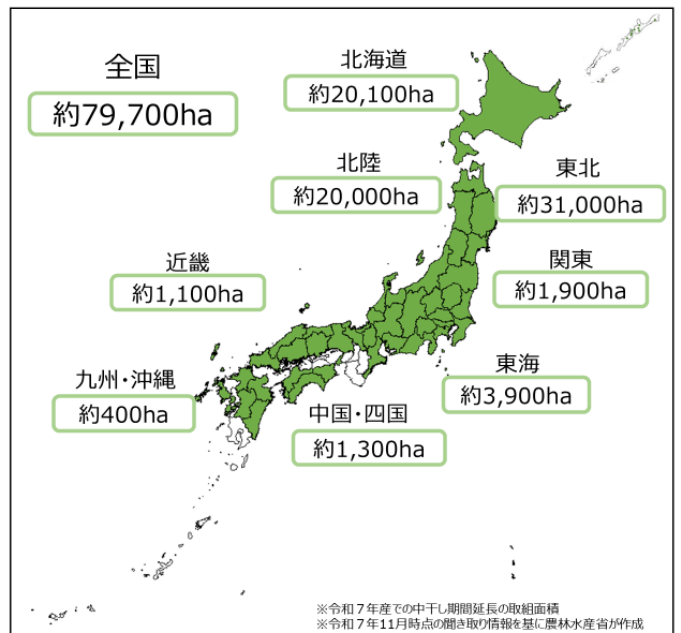 全国
約79,700ha
北海道
約20,100ha
北陸
約20,000ha
東北
約31,000ha
近畿
約1,100ha
関東
約1,900ha
東海
約3,900ha
九州・沖縄
約400ha
中国・四国
約1,300ha
※令和７年産での中干し期間延長の取組面積
※令和７年11月時点の聞き取り情報を基に農林水産省が作成